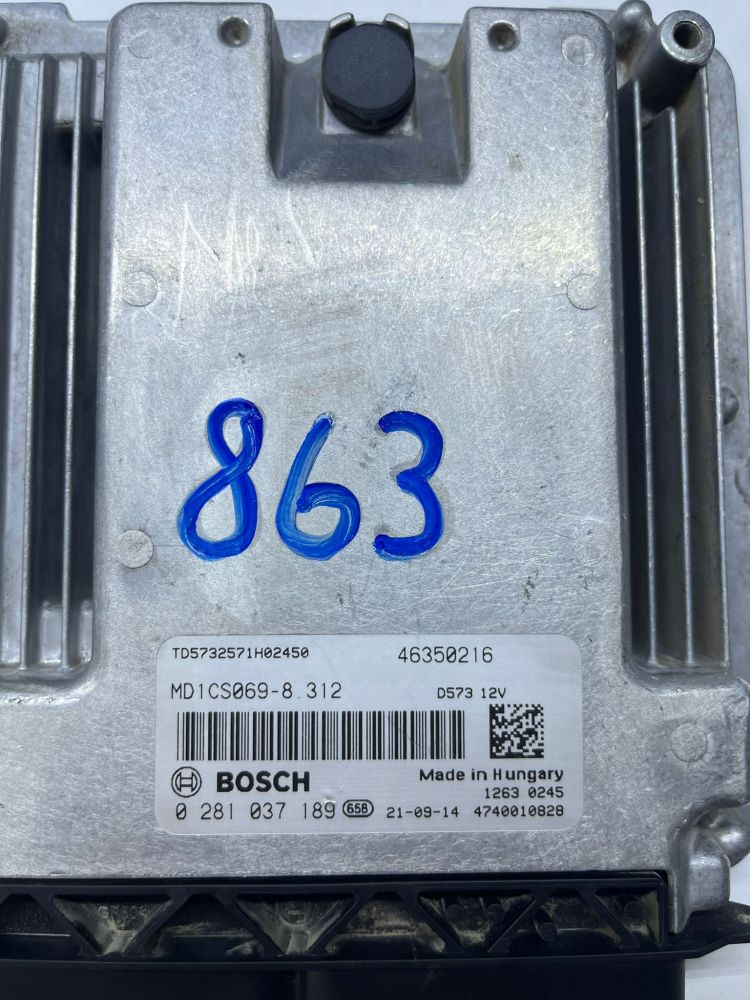 863
TD5732571H02450 46350216
MD1CS069-8.312 D573 12V
BOSCH Made in Hungary
1263 0245
0 281 037 189 65B 21-09-14 4740010828